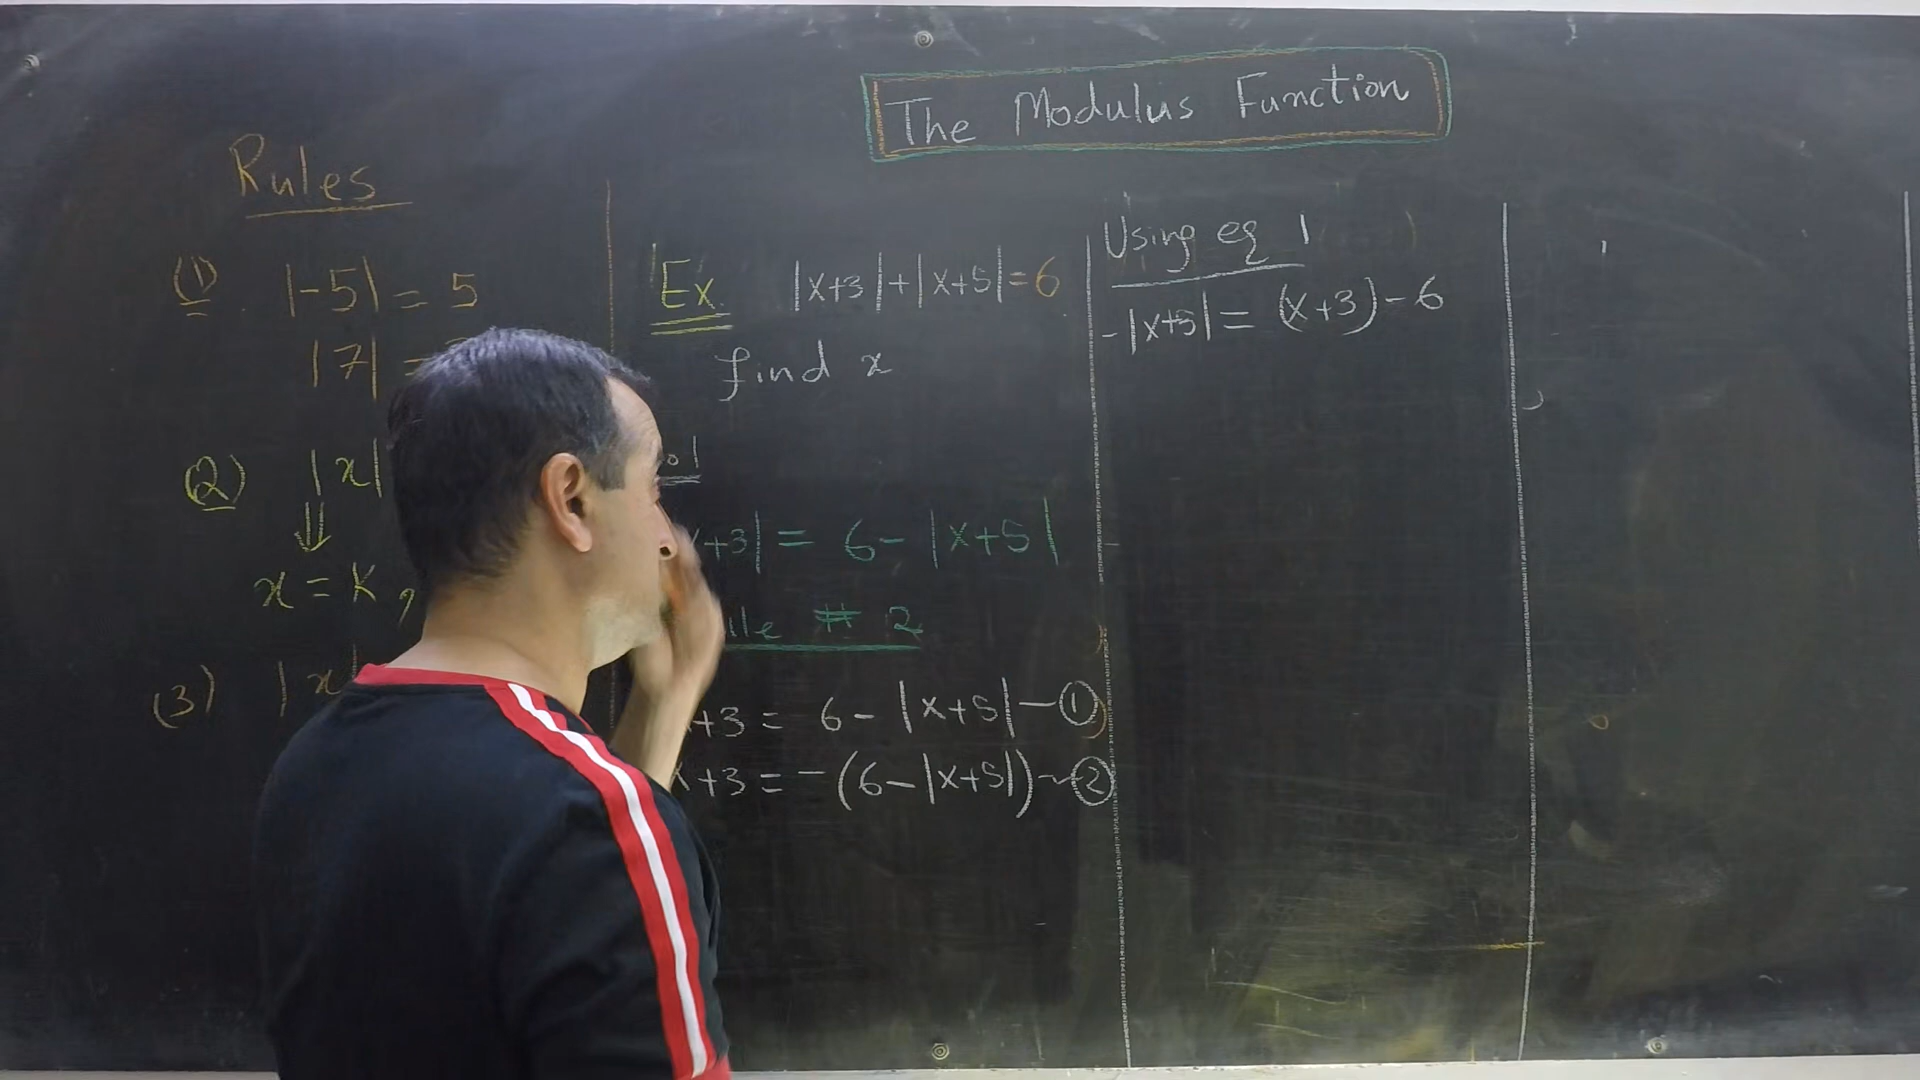 The Modulus Function
Rules
(1) |-5| = 5
|7| =
(2) |x|
⇓
x = K ,
(3) |x|
Ex |x+3|+|x+5|=6
find x
+3| = 6-|x+5|
# 2
+3 = 6-|x+5| — ①
x+3 = -(6-|x+5|) — ②
Using eq 1
-|x+5| = (x+3)-6